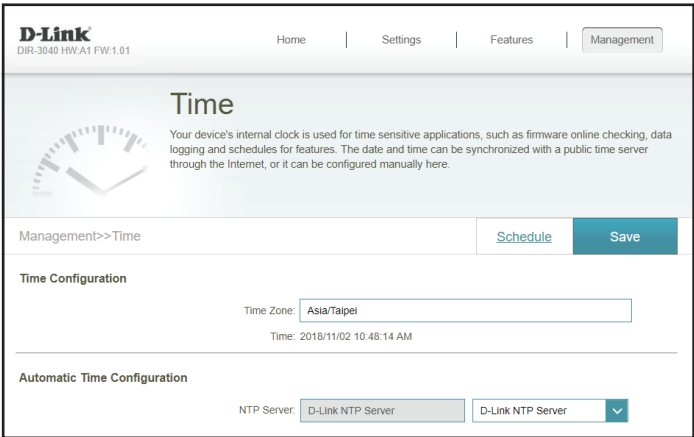 D-Link
DIR-3040 HW:A1 FW:1.01
Home Settings Features Management
Time
Your device's internal clock is used for time sensitive applications, such as firmware online checking, data
logging and schedules for features. The date and time can be synchronized with a public time server
through the Internet, or it can be configured manually here.
Management>>Time Schedule Save
Time Configuration
Time Zone: Asia/Taipei
Time: 2018/11/02 10:48:14 AM
Automatic Time Configuration
NTP Server: D-Link NTP Server D-Link NTP Server